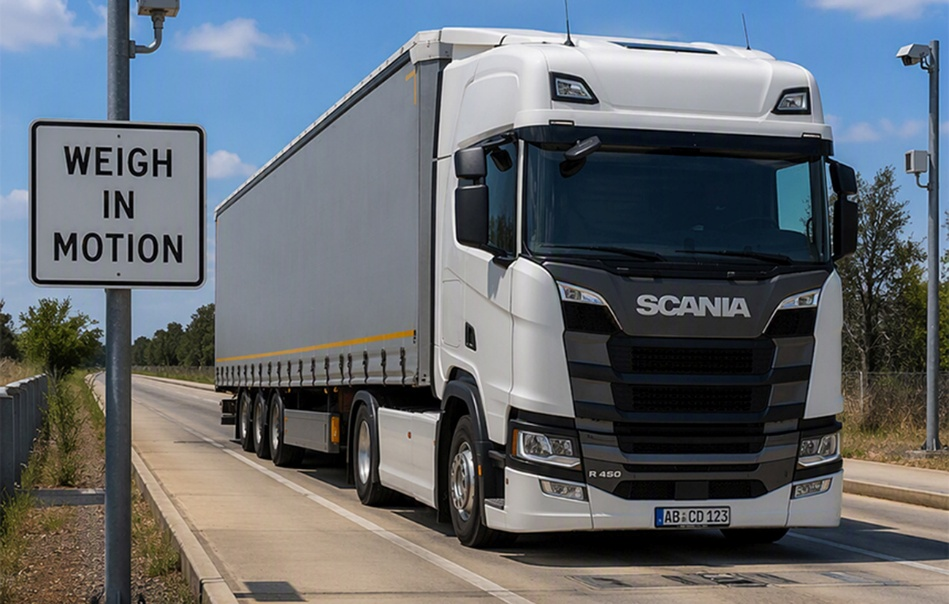 WEIGH
IN
MOTION
SCANIA
R 450
AB CD 123